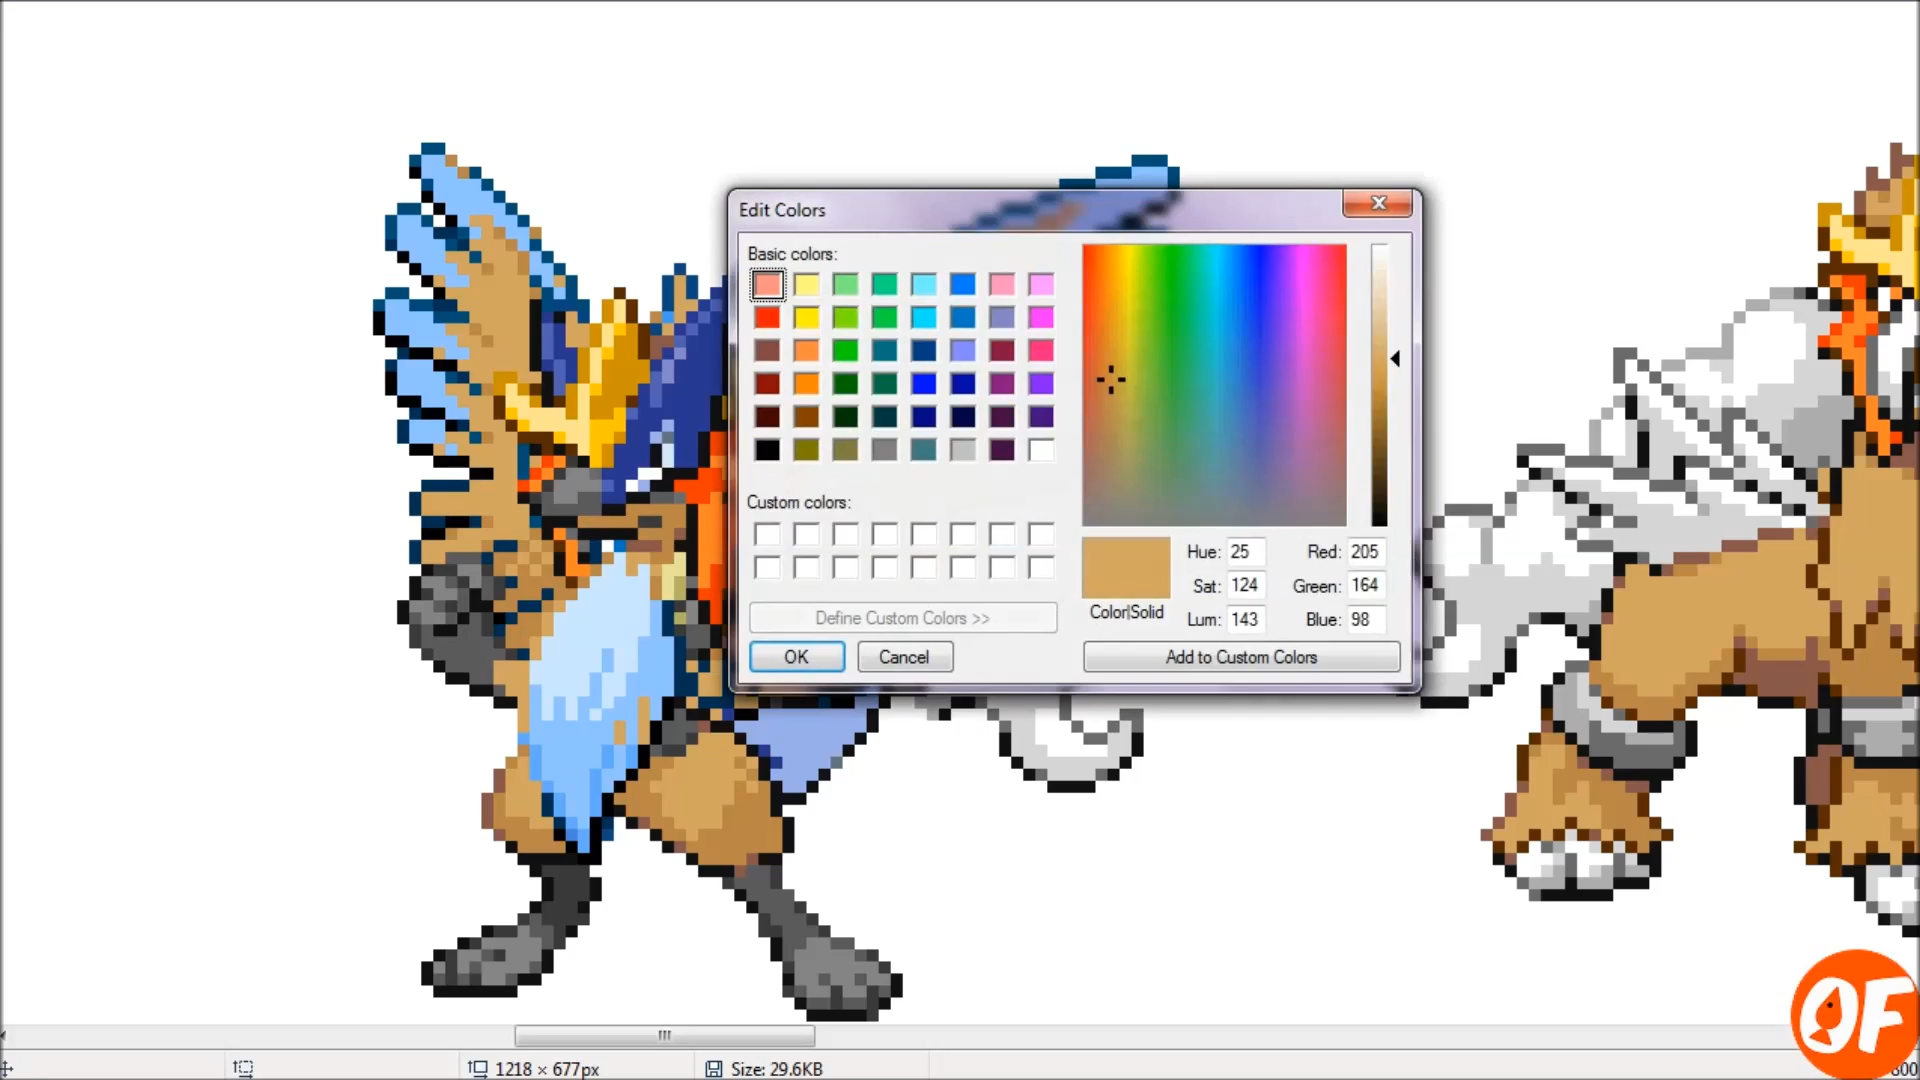 Edit Colors
Basic colors:
Custom colors:
Define Custom Colors >>
OK
Cancel
Color|Solid
Hue: 25
Sat: 124
Lum: 143
Red: 205
Green: 164
Blue: 98
Add to Custom Colors
1218 × 677px
Size: 29.6KB
OF